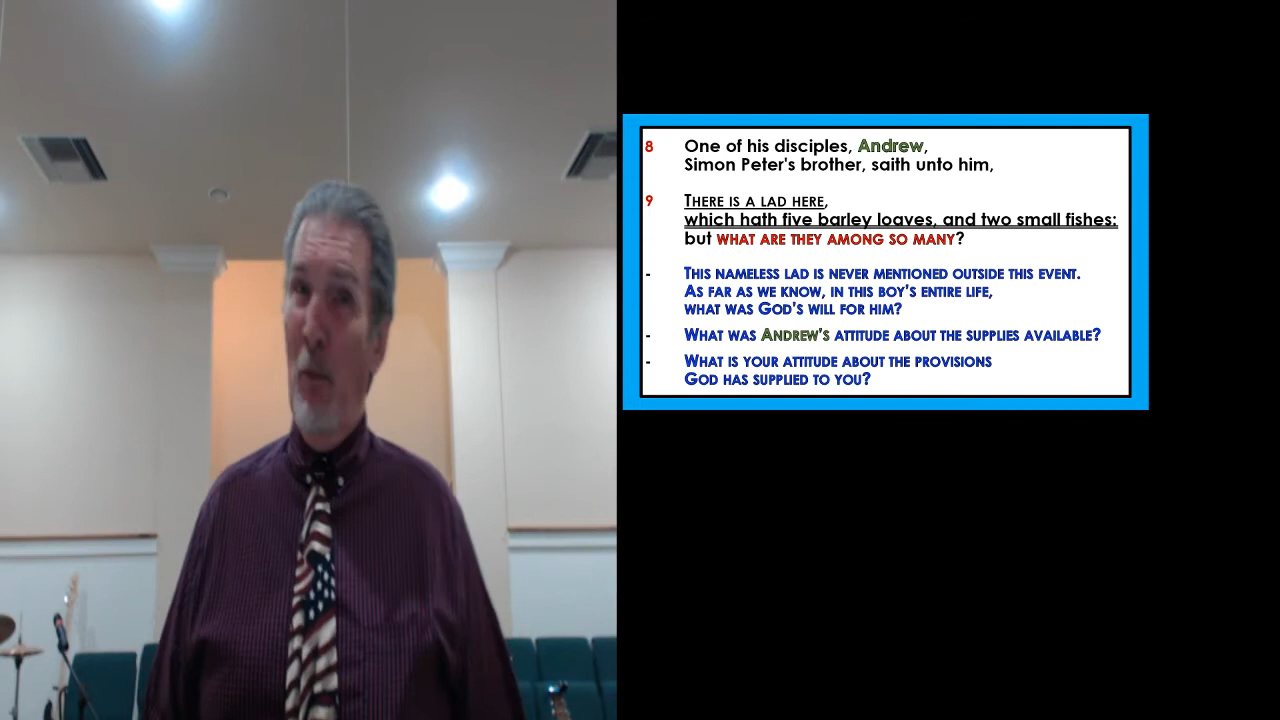 8 One of his disciples, Andrew,
Simon Peter's brother, saith unto him,
9 THERE IS A LAD HERE,
which hath five barley loaves, and two small fishes:
but WHAT ARE THEY AMONG SO MANY?
- THIS NAMELESS LAD IS NEVER MENTIONED OUTSIDE THIS EVENT.
AS FAR AS WE KNOW, IN THIS BOY'S ENTIRE LIFE,
WHAT WAS GOD'S WILL FOR HIM?
- WHAT WAS ANDREW'S ATTITUDE ABOUT THE SUPPLIES AVAILABLE?
- WHAT IS YOUR ATTITUDE ABOUT THE PROVISIONS
GOD HAS SUPPLIED TO YOU?